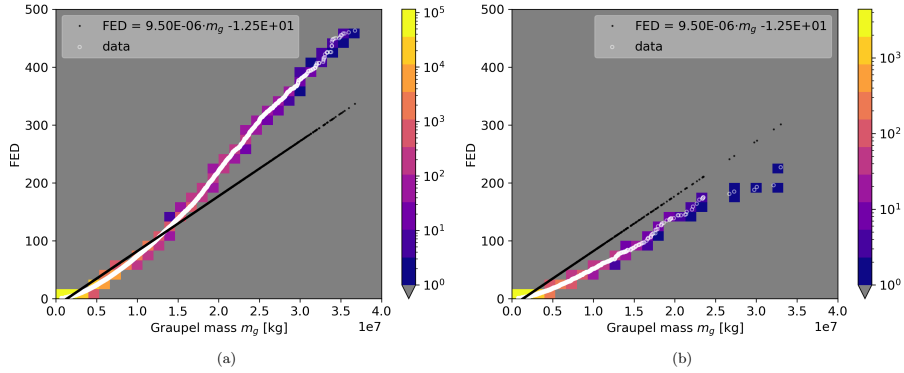 500
400
300
200
100
0
FED
FED = 9.50E-06·m_g -1.25E+01
data
0.0 0.5 1.0 1.5 2.0 2.5 3.0 3.5 4.0
1e7
Graupel mass m_g [kg]
10^5
10^4
10^3
10^2
10^1
10^0
(a)
500
400
300
200
100
0
FED
FED = 9.50E-06·m_g -1.25E+01
data
0.0 0.5 1.0 1.5 2.0 2.5 3.0 3.5 4.0
1e7
Graupel mass m_g [kg]
10^3
10^2
10^1
10^0
(b)